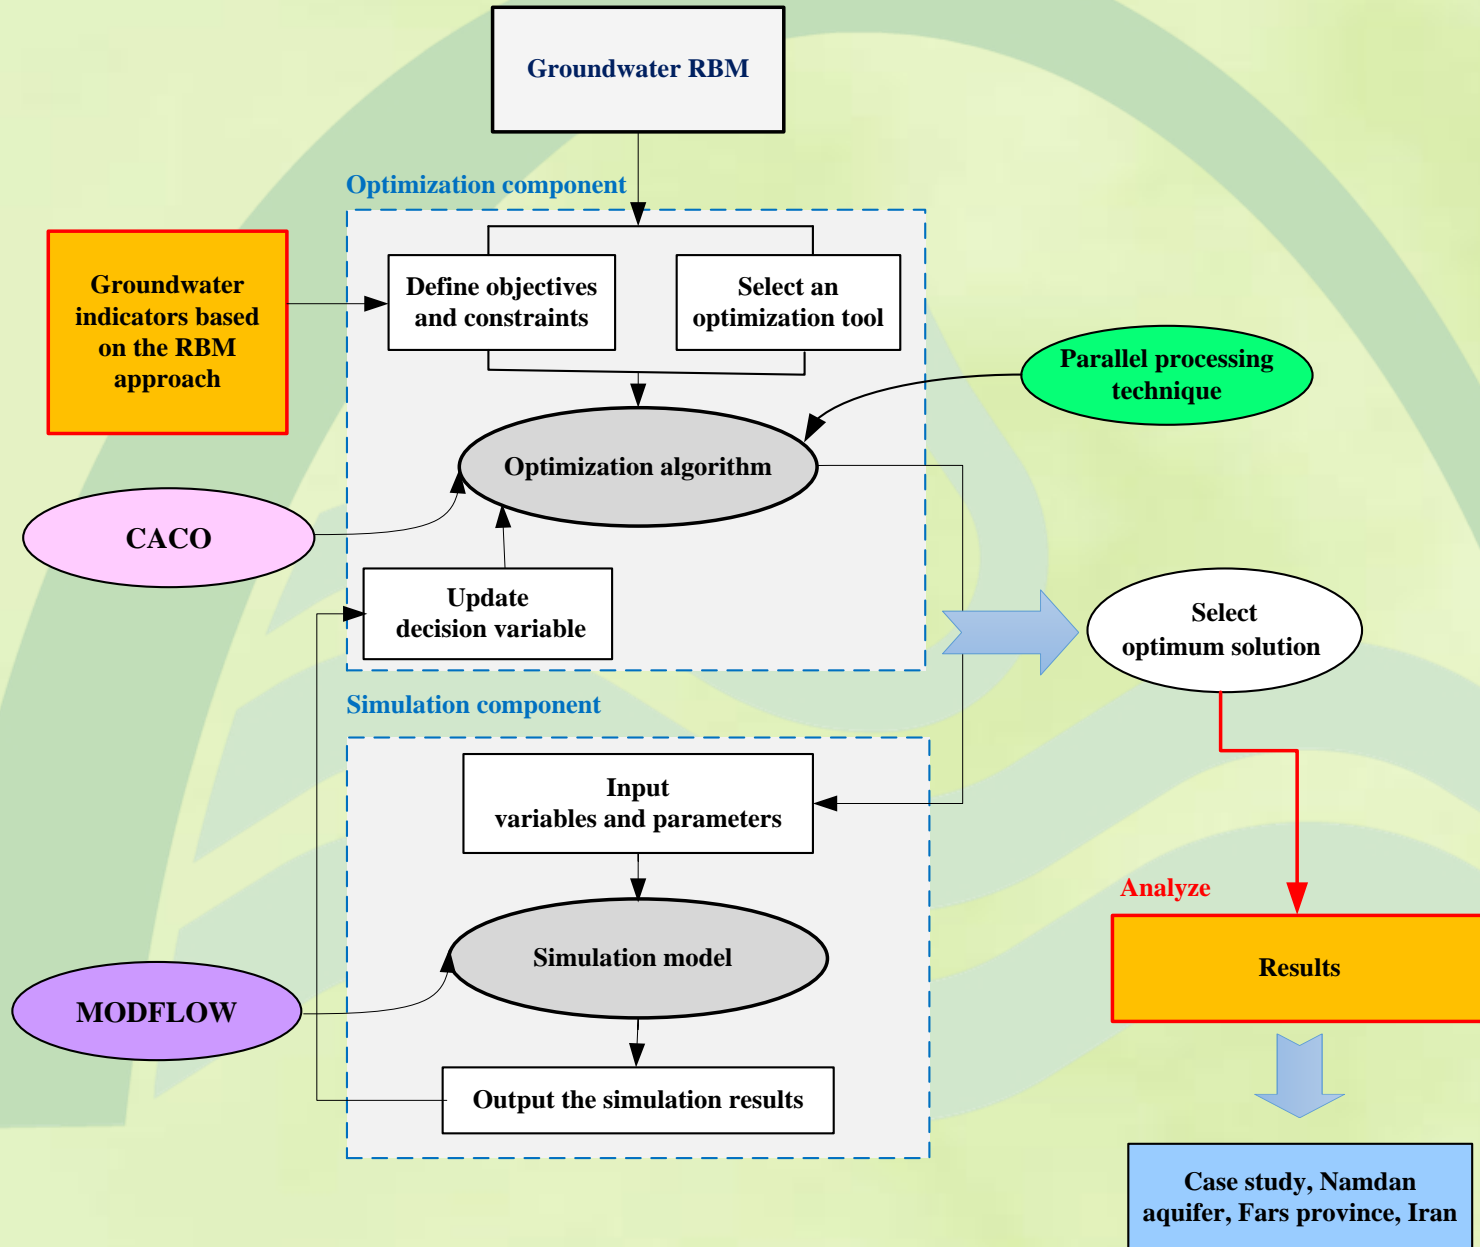 Groundwater RBM
Optimization component
Groundwater
indicators based
on the RBM
approach
Define objectives
and constraints
Select an
optimization tool
Parallel processing
technique
Optimization algorithm
CACO
Update
decision variable
Select
optimum solution
Simulation component
Input
variables and parameters
Analyze
Simulation model
Results
MODFLOW
Output the simulation results
Case study, Namdan
aquifer, Fars province, Iran